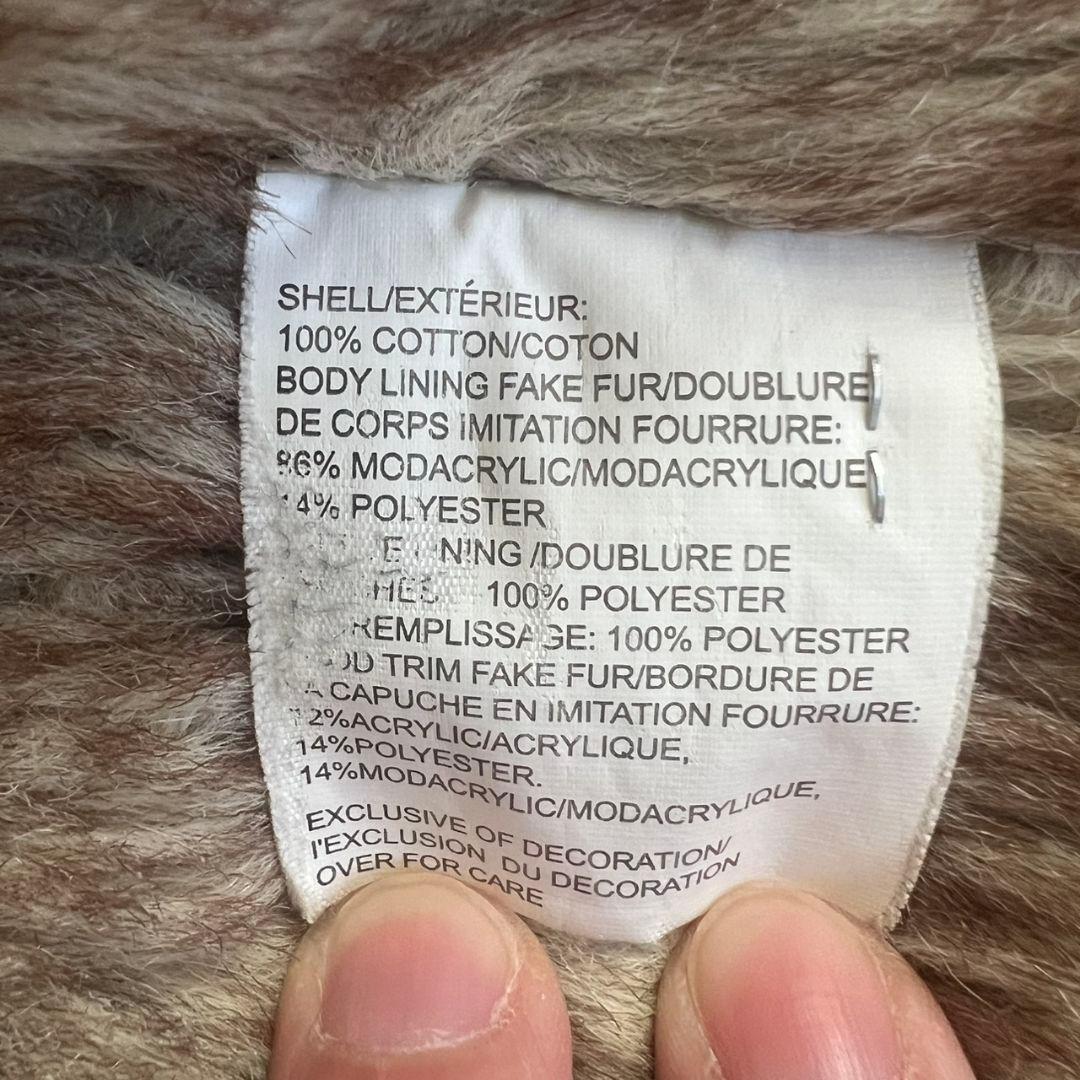 SHELL/EXTÉRIEUR:
100% COTTON/COTON
BODY LINING FAKE FUR/DOUBLURE
DE CORPS IMITATION FOURRURE:
86% MODACRYLIC/MODACRYLIQUE
14% POLYESTER
/DOUBLURE DE
100% POLYESTER
REMPLISSAGE: 100% POLYESTER
TRIM FAKE FUR/BORDURE DE
CAPUCHE EN IMITATION FOURRURE:
ACRYLIC/ACRYLIQUE,
14%POLYESTER.
14%MODACRYLIC/MODACRYLIQUE,
EXCLUSIVE OF DECORATION/
l'EXCLUSION DU DECORATION
OVER FOR CARE